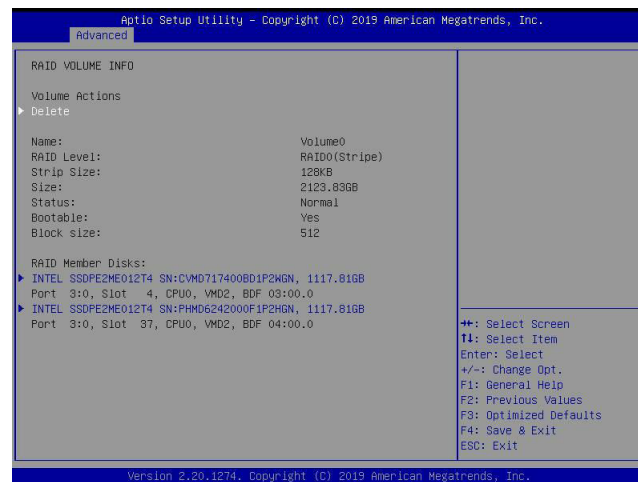 Aptio Setup Utility – Copyright (C) 2019 American Megatrends, Inc.
Advanced
RAID VOLUME INFO
Volume Actions
Delete
Name: Volume0
RAID Level: RAID0(Stripe)
Strip Size: 128KB
Size: 2123.83GB
Status: Normal
Bootable: Yes
Block size: 512
RAID Member Disks:
INTEL SSDPE2ME012T4 SN:CVMD717400BD1P2WGN, 1117.81GB
Port 3:0, Slot 4, CPU0, VMD2, BDF 03:00.0
INTEL SSDPE2ME012T4 SN:PHMD6242000F1P2HGN, 1117.81GB
Port 3:0, Slot 37, CPU0, VMD2, BDF 04:00.0
→←: Select Screen
↑↓: Select Item
Enter: Select
+/-: Change Opt.
F1: General Help
F2: Previous Values
F3: Optimized Defaults
F4: Save & Exit
ESC: Exit
Version 2.20.1274. Copyright (C) 2019 American Megatrends, Inc.